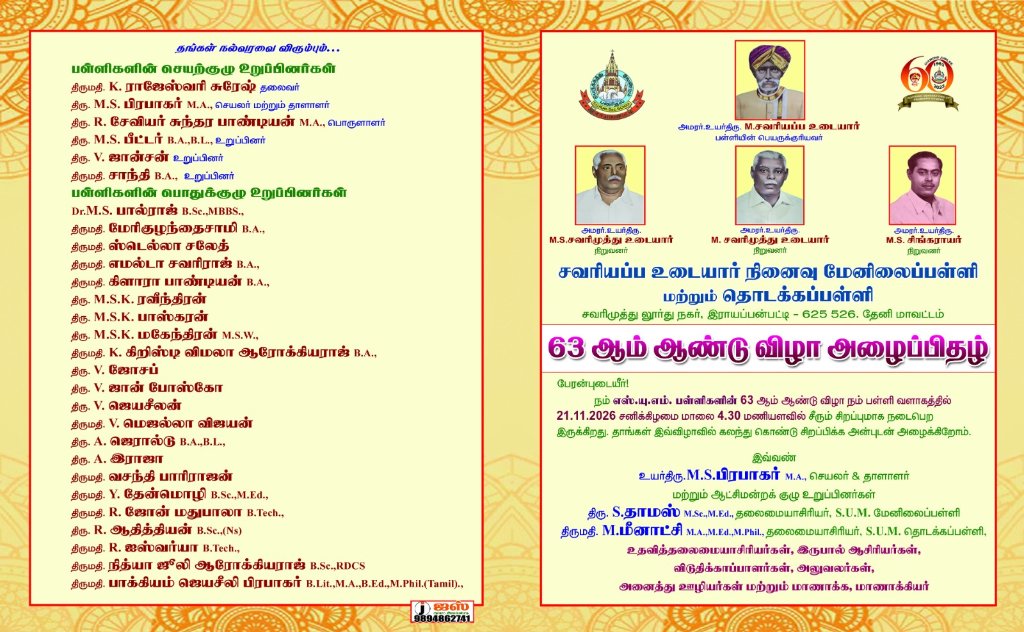 தங்கள் நல்வரவை விரும்பும்...
பள்ளிகளின் செயற்குழு உறுப்பினர்கள்
திருமதி. K. ராஜேஸ்வரி சுரேஷ் தலைவர்
திரு. M.S. பிரபாகர் M.A., செயலர் மற்றும் தாளாளர்
திரு. R. சேவியர் சுந்தர பாண்டியன் M.A., பொருளாளர்
திரு. M.S. பீட்டர் B.A.,B.L., உறுப்பினர்
திரு. V. ஜான்சன் உறுப்பினர்
திருமதி. சாந்தி B.A., உறுப்பினர்
பள்ளிகளின் பொதுக்குழு உறுப்பினர்கள்
Dr.M.S. பால்ராஜ் B.Sc.,MBBS.,
திருமதி. மேரிகுழந்தைசாமி B.A.,
திருமதி. ஸ்டெல்லா சலேத்
திருமதி. எமல்டா சவரிராஜ் B.A.,
திருமதி. கிளாரா பாண்டியன் B.A.,
திரு. M.S.K. ரவீந்திரன்
திரு. M.S.K. பாஸ்கரன்
திரு. M.S.K. மகேந்திரன் M.S.W.,
திருமதி. K. கிறிஸ்டி விமலா ஆரோக்கியராஜ் B.A.,
திரு. V. ஜோசப்
திரு. V. ஜான் போஸ்கோ
திரு. V. ஜெயசீலன்
திருமதி. V. மெஜல்லா விஜயன்
திரு. A. ஜெரால்டு B.A.,B.L.,
திரு. A. இராஜா
திருமதி. வசந்தி பாரிராஜன்
திருமதி. Y. தேன்மொழி B.Sc.,M.Ed.,
திருமதி. R. ஜோன் மதுபாலா B.Tech.,
திரு. R. ஆதித்தியன் B.Sc.,(Ns)
திருமதி. R. ஐஸ்வர்யா B.Tech.,
திருமதி. நித்யா ஜூலி ஆரோக்கியராஜ் B.Sc.,RDCS
திருமதி. பாக்கியம் ஜெயசீலி பிரபாகர் B.Lit.,M.A.,B.Ed.,M.Phil.(Tamil).,
ஜஸ்
9894862741
60
அமரர்.உயர்திரு. M.சவரியப்ப உடையார்
பள்ளியின் பெயருக்குரியவர்
அமரர்.உயர்திரு.
M.S.சவரிமுத்து உடையார்
நிறுவனர்
அமரர்.உயர்திரு.
M. சவரிமுத்து உடையார்
நிறுவனர்
அமரர்.உயர்திரு.
M.S. சிங்கராயர்
நிறுவனர்
சவரியப்ப உடையார் நினைவு மேனிலைப்பள்ளி
மற்றும் தொடக்கப்பள்ளி
சவரிமுத்து லூர்து நகர், இராயப்பன்பட்டி - 625 526. தேனி மாவட்டம்
63 ஆம் ஆண்டு விழா அழைப்பிதழ்
பேரன்புடையீர்!
நம் எஸ்.யு.எம். பள்ளிகளின் 63 ஆம் ஆண்டு விழா நம் பள்ளி வளாகத்தில்
21.11.2026 சனிக்கிழமை மாலை 4.30 மணியளவில் சீரும் சிறப்புமாக நடைபெற
இருக்கிறது. தாங்கள் இவ்விழாவில் கலந்து கொண்டு சிறப்பிக்க அன்புடன் அழைக்கிறோம்.
இவ்வண்
உயர்திரு. M.S.பிரபாகர் M.A., செயலர் & தாளாளர்
மற்றும் ஆட்சிமன்றக் குழு உறுப்பினர்கள்
திரு. S.தாமஸ் M.Sc.,M.Ed., தலைமையாசிரியர், S.U.M. மேனிலைப்பள்ளி
திருமதி. M.மீனாட்சி M.A.,M.Ed.,M.Phil., தலைமையாசிரியர், S.U.M. தொடக்கப்பள்ளி,
உதவித்தலைமையாசிரியர்கள், இருபால் ஆசிரியர்கள்,
விடுதிக்காப்பாளர்கள், அலுவலர்கள்,
அனைத்து ஊழியர்கள் மற்றும் மாணாக்க, மாணாக்கியர்